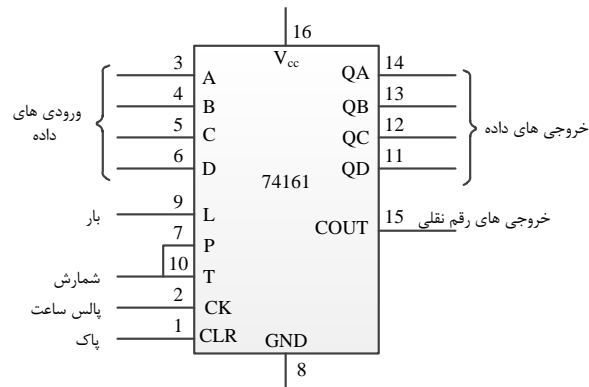 16
V_cc
3
A
QA
14
4
B
QB
13
5
C
QC
12
6
D
QD
11
ورودی های
داده
خروجی های داده
74161
بار
9
L
7
P
COUT
15
خروجی های رقم نقلی
شمارش
10
T
پالس ساعت
2
CK
پاک
1
CLR
GND
8